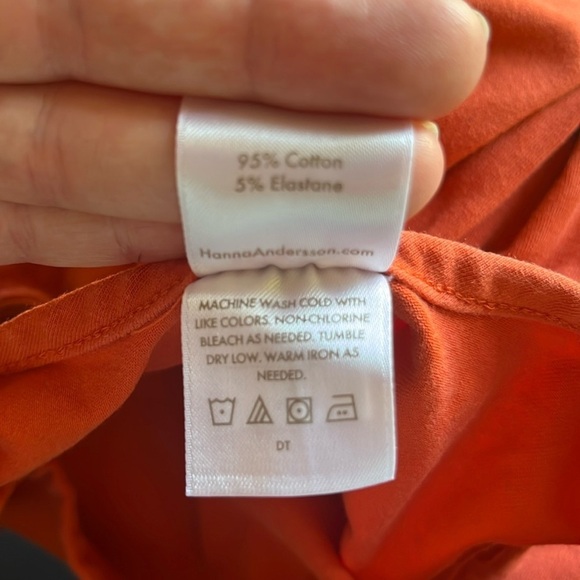 95% Cotton
5% Elastane
HannaAndersson.com
MACHINE WASH COLD WITH
LIKE COLORS. NON-CHLORINE
BLEACH AS NEEDED. TUMBLE
DRY LOW. WARM IRON AS
NEEDED.
DT